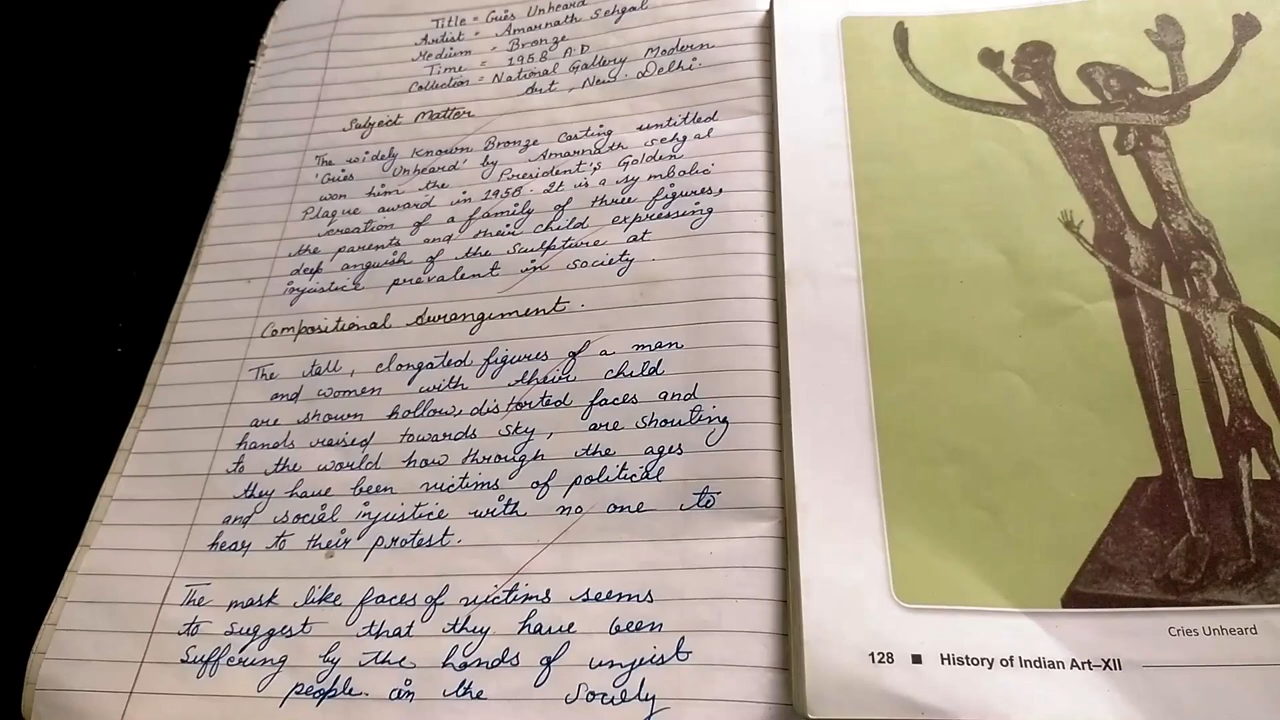 Title = Cries Unheard
Artist = Amarnath Sehgal
Medium = Bronze
Time = 1958 A.D
Collection = National Gallery Modern
Art, New Delhi.
Subject Matter
The widely known Bronze Casting untitled
'Cries Unheard' by Amarnath sehgal
won him the President's Golden
Plaque award in 1958. It is a symbolic
creation of a family of three figures,
the parents and their child expressing
deep anguish of the Sculpture at
injustice prevalent in society.
Compositional Arrangement.
The tall, elongated figures of a man
and women with their child
are shown hollow, distorted faces and
hands raised towards sky, are shouting
to the world how through the ages
they have been victims of political
and social injustice with no one to
hear to their protest.
The mask like faces of victims seems
to suggest that they have been
Suffering by the hands of unjust
people in the Society
Cries Unheard
128 ■ History of Indian Art–XII